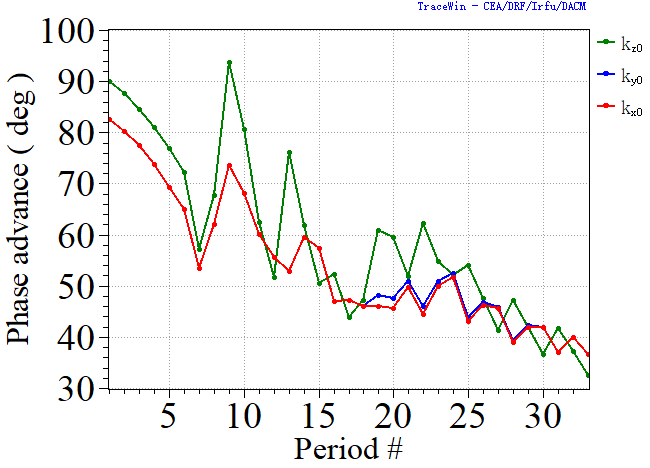 TraceWin - CEA/DRF/Irfu/DACM
Phase advance ( deg )
100
90
80
70
60
50
40
30
5 10 15 20 25 30
Period #
kz0
ky0
kx0